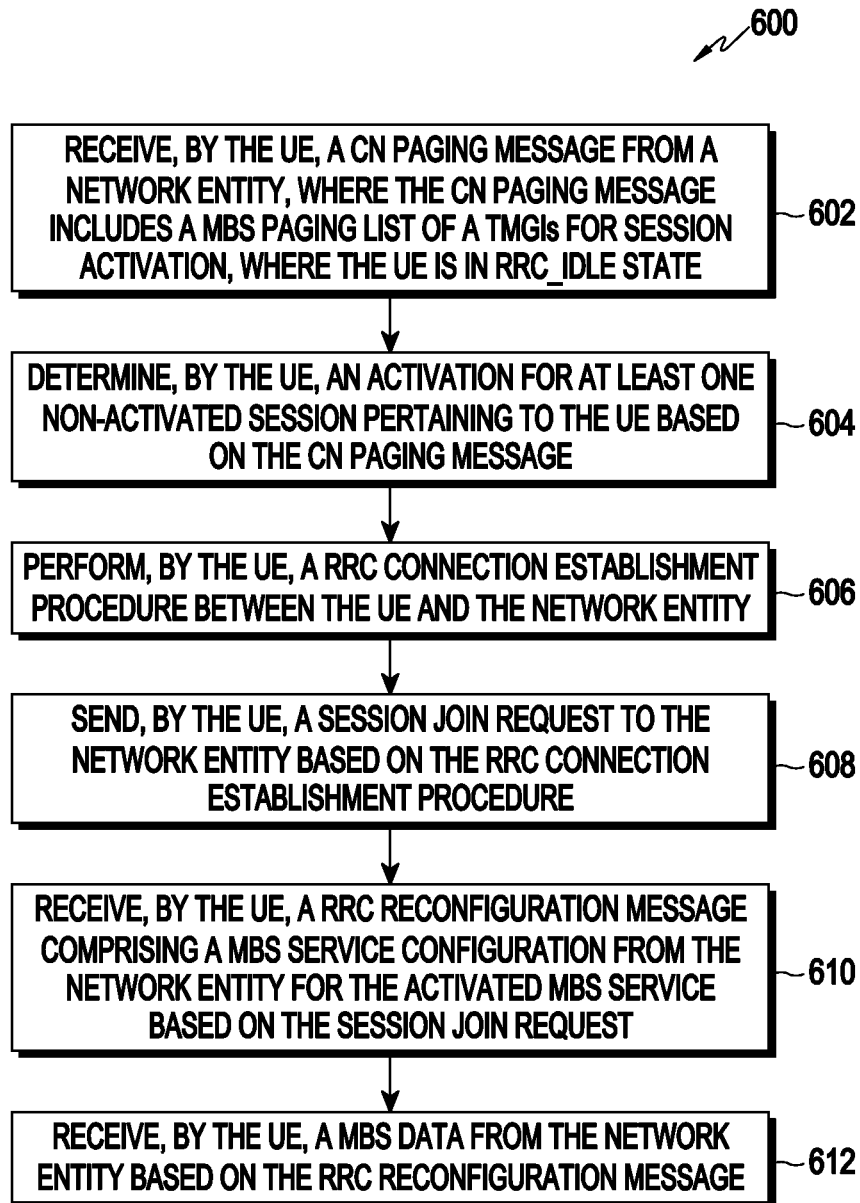 600
RECEIVE, BY THE UE, A CN PAGING MESSAGE FROM A
NETWORK ENTITY, WHERE THE CN PAGING MESSAGE
INCLUDES A MBS PAGING LIST OF A TMGIs FOR SESSION
ACTIVATION, WHERE THE UE IS IN RRC_IDLE STATE
602
DETERMINE, BY THE UE, AN ACTIVATION FOR AT LEAST ONE
NON-ACTIVATED SESSION PERTAINING TO THE UE BASED
ON THE CN PAGING MESSAGE
604
PERFORM, BY THE UE, A RRC CONNECTION ESTABLISHMENT
PROCEDURE BETWEEN THE UE AND THE NETWORK ENTITY
606
SEND, BY THE UE, A SESSION JOIN REQUEST TO THE
NETWORK ENTITY BASED ON THE RRC CONNECTION
ESTABLISHMENT PROCEDURE
608
RECEIVE, BY THE UE, A RRC RECONFIGURATION MESSAGE
COMPRISING A MBS SERVICE CONFIGURATION FROM THE
NETWORK ENTITY FOR THE ACTIVATED MBS SERVICE
BASED ON THE SESSION JOIN REQUEST
610
RECEIVE, BY THE UE, A MBS DATA FROM THE NETWORK
ENTITY BASED ON THE RRC RECONFIGURATION MESSAGE
612